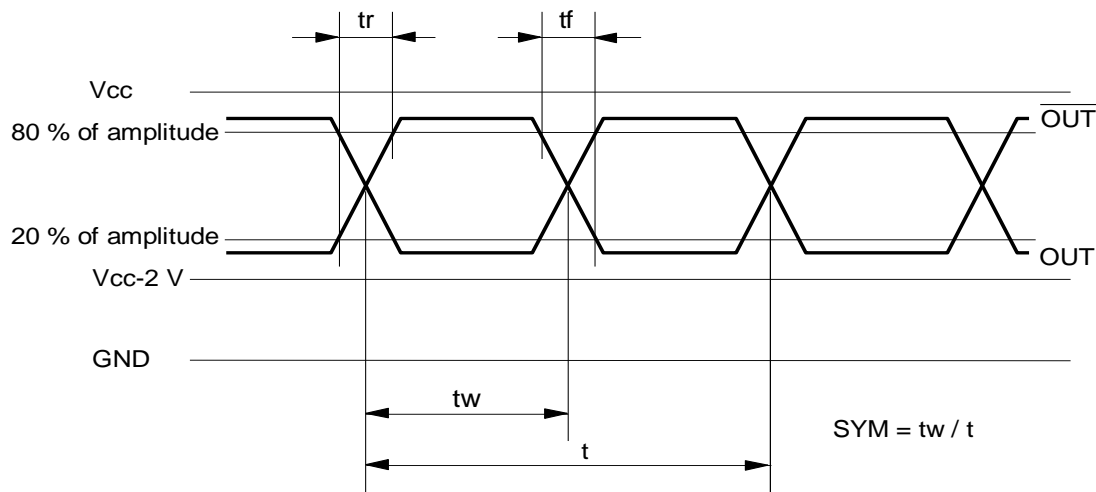 tr
tf
Vcc
80 % of amplitude
OUT
20 % of amplitude
OUT
Vcc-2 V
GND
tw
SYM = tw / t
t